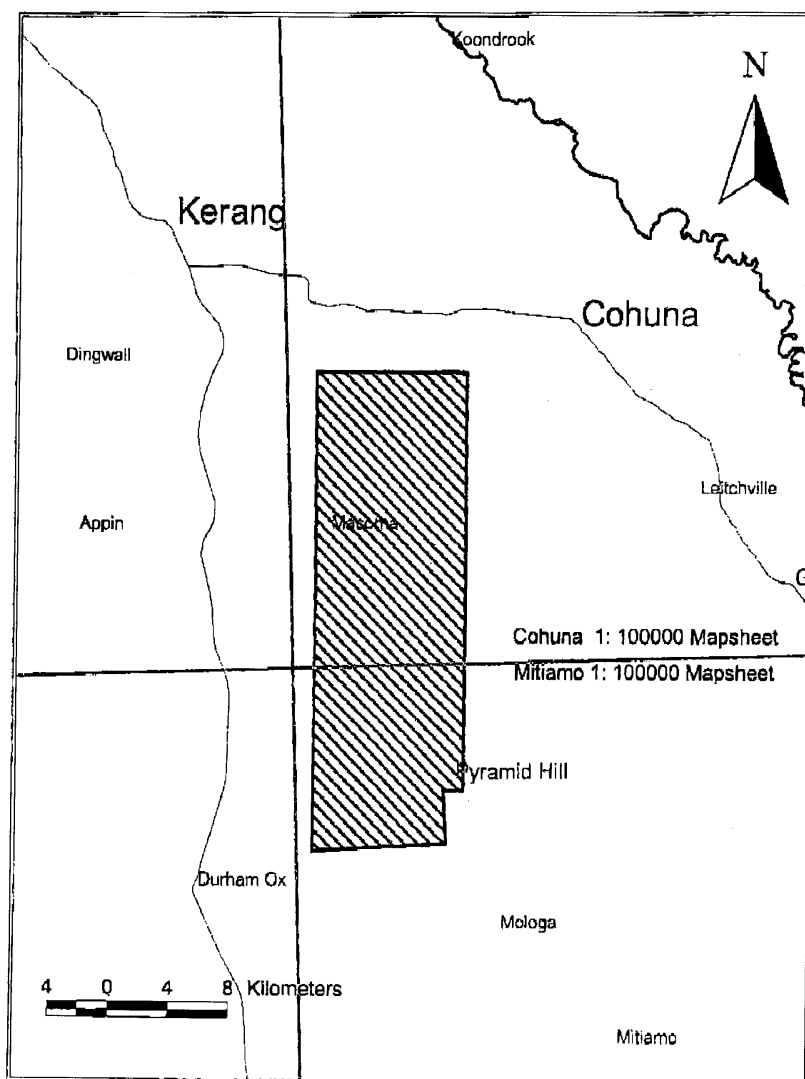 Koondrook
N
Kerang
Cohuna
Dingwall
Leitchville
Appin
Macorna
G
Cohuna 1: 100000 Mapsheet
Mitiamo 1: 100000 Mapsheet
Pyramid Hill
Durham Ox
Mologa
4 0 4 8 Kilometers
Mitiamo